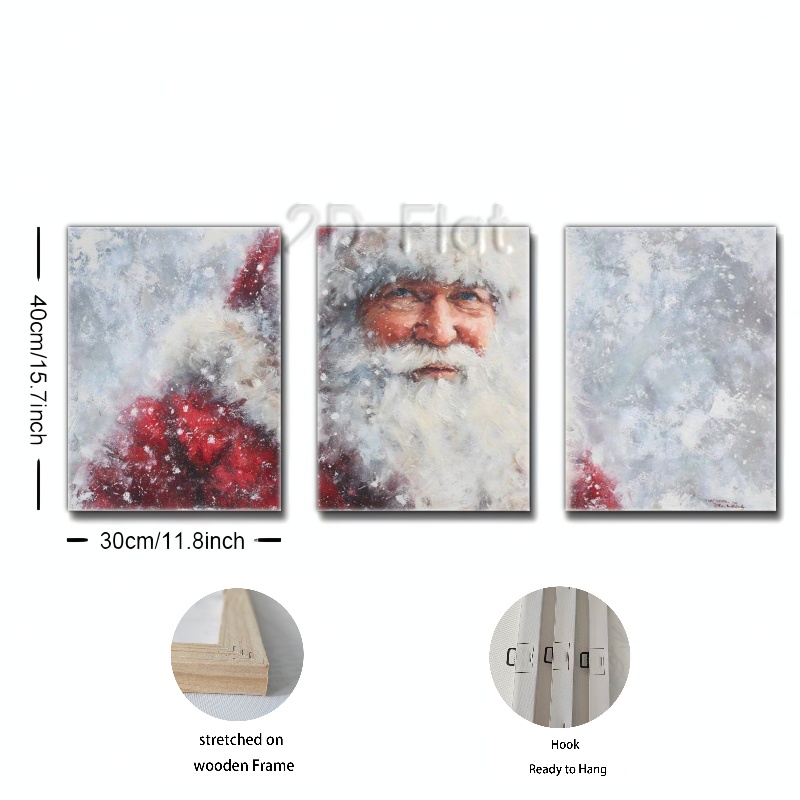 2D Flat
40cm/15.7inch
30cm/11.8inch
stretched on
wooden Frame
Hook
Ready to Hang